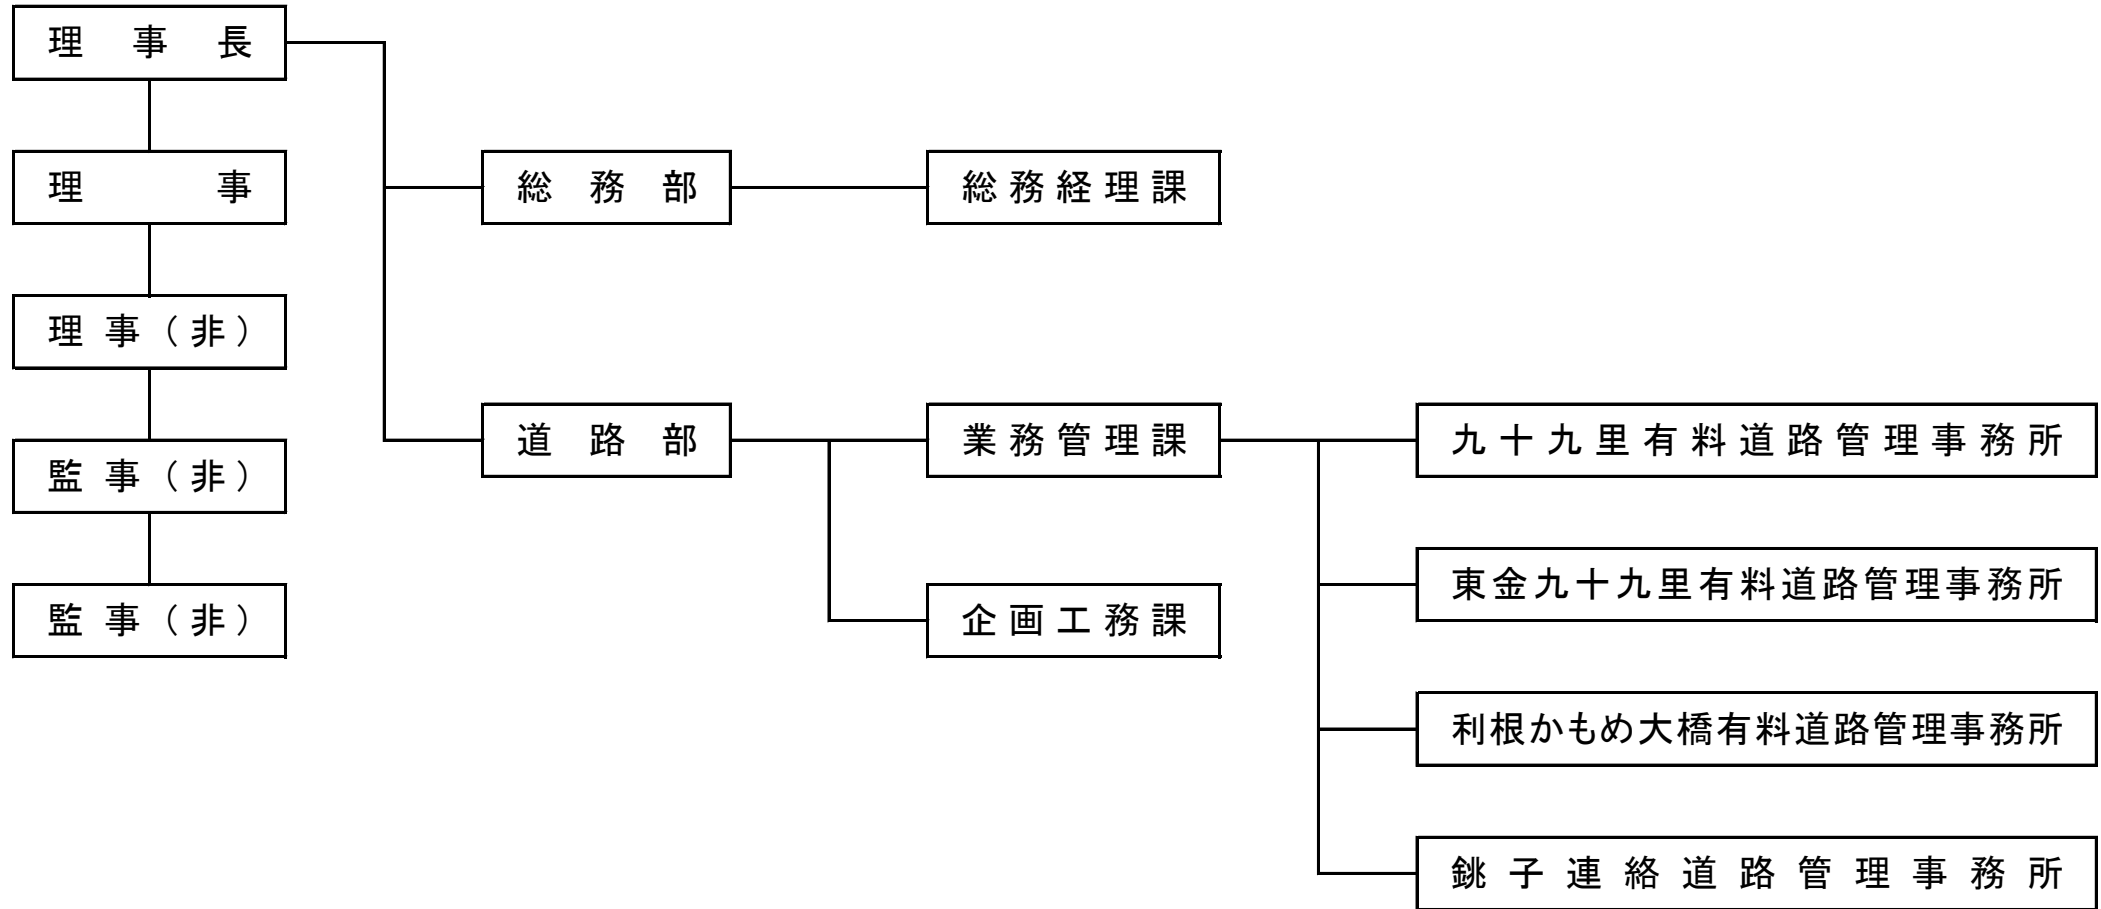 理事長
理事
総務部
総務経理課
理事(非)
道路部
業務管理課
九十九里有料道路管理事務所
監事(非)
東金九十九里有料道路管理事務所
企画工務課
監事(非)
利根かもめ大橋有料道路管理事務所
銚子連絡道路管理事務所